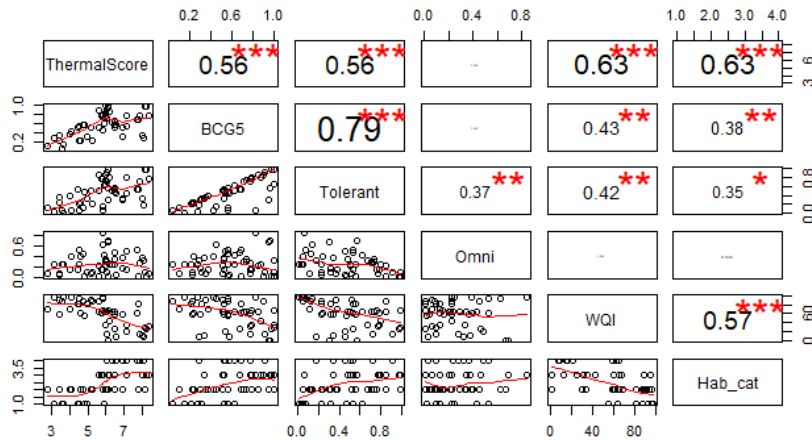 0.2 0.6 1.0 0.0 0.4 0.8 1.0 2.0 3.0 4.0
ThermalScore 0.56 *** 0.56 *** 0.63 *** 0.63 *** 3 6
0.2 1.0 BCG5 0.79 *** 0.43 ** 0.38 **
Tolerant 0.37 ** 0.42 ** 0.35 * 0.0 0.8
0.0 0.6 Omni
WQI 0.57 *** 0 60
1.0 3.5 Hab_cat
3 5 7 0.0 0.4 0.8 0 40 80